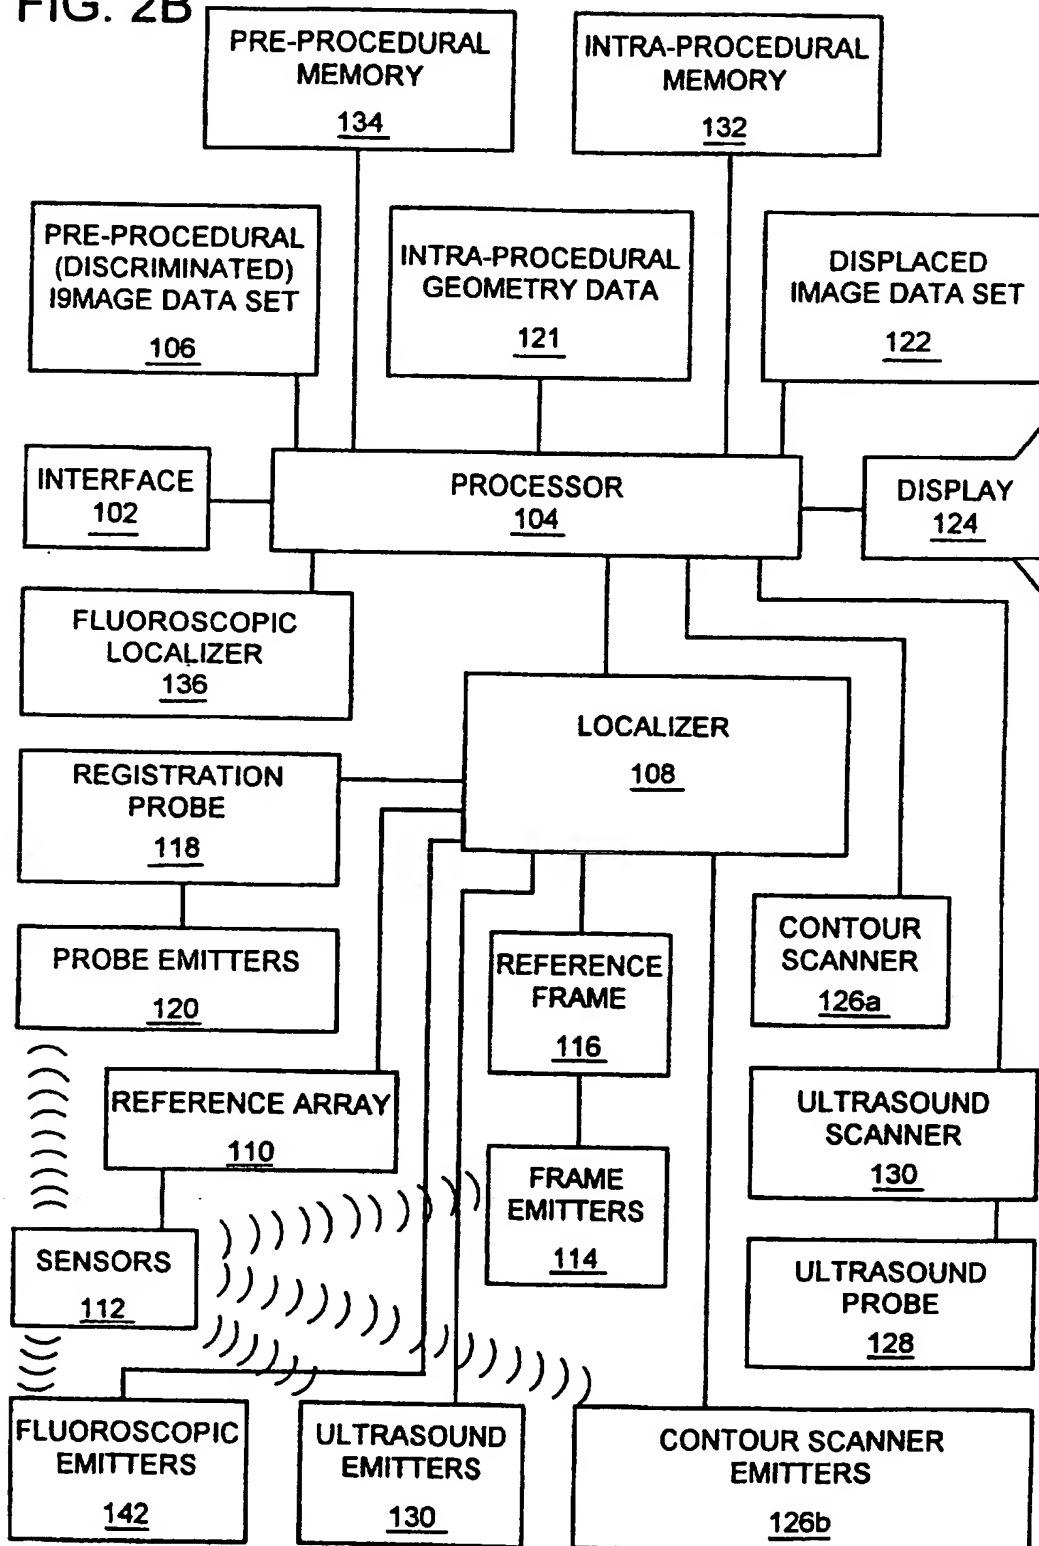 FIG. 2B
PRE-PROCEDURAL
MEMORY
134
INTRA-PROCEDURAL
MEMORY
132
PRE-PROCEDURAL
(DISCRIMINATED)
I9MAGE DATA SET
106
INTRA-PROCEDURAL
GEOMETRY DATA
121
DISPLACED
IMAGE DATA SET
122
INTERFACE
102
PROCESSOR
104
DISPLAY
124
FLUOROSCOPIC
LOCALIZER
136
LOCALIZER
108
REGISTRATION
PROBE
118
PROBE EMITTERS
120
REFERENCE
FRAME
116
CONTOUR
SCANNER
126a
REFERENCE ARRAY
110
ULTRASOUND
SCANNER
130
FRAME
EMITTERS
114
SENSORS
112
ULTRASOUND
PROBE
128
FLUOROSCOPIC
EMITTERS
142
ULTRASOUND
EMITTERS
130
CONTOUR SCANNER
EMITTERS
126b